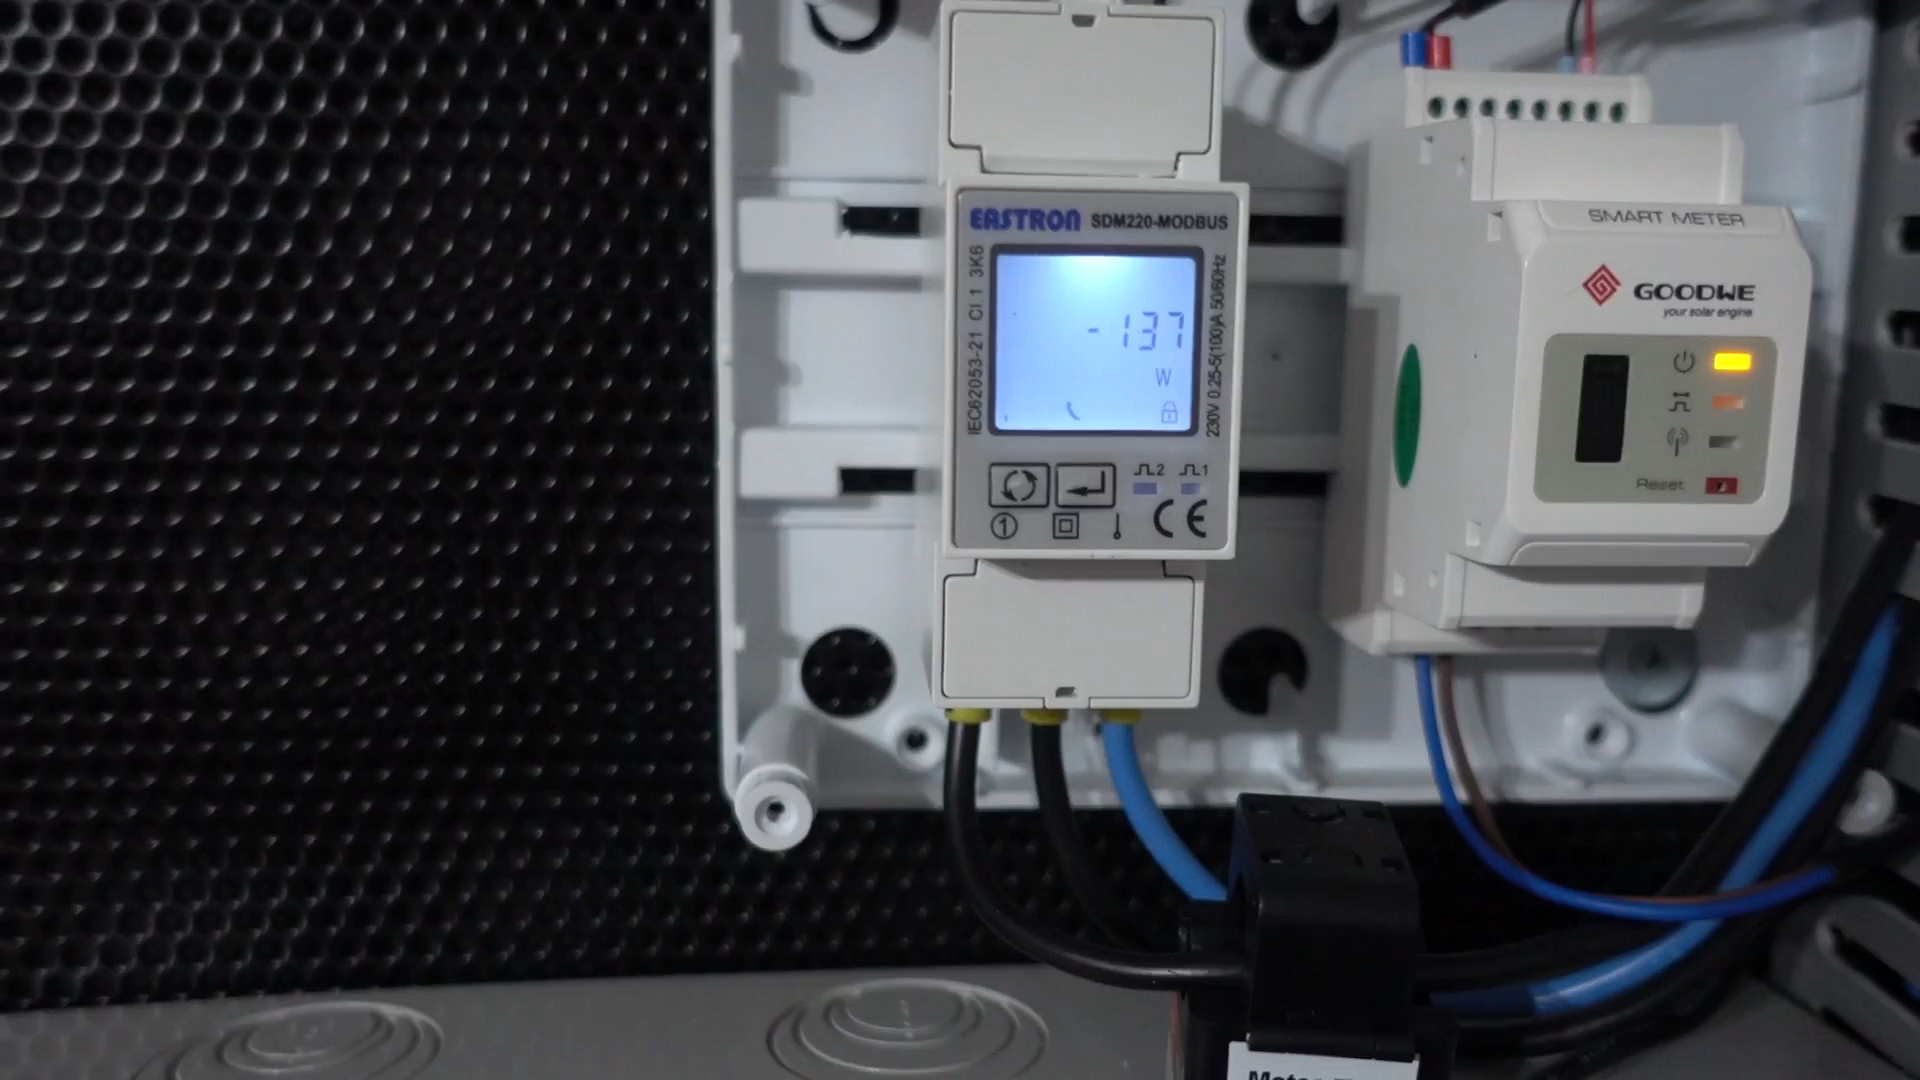 EASTRON SDM220-MODBUS
IEC62053-21 Cl.1 3K6
-137
W
230V 0.25-5(100)A 50/60Hz
2
1
1
CE
SMART METER
GOODWE
your solar engine
Reset